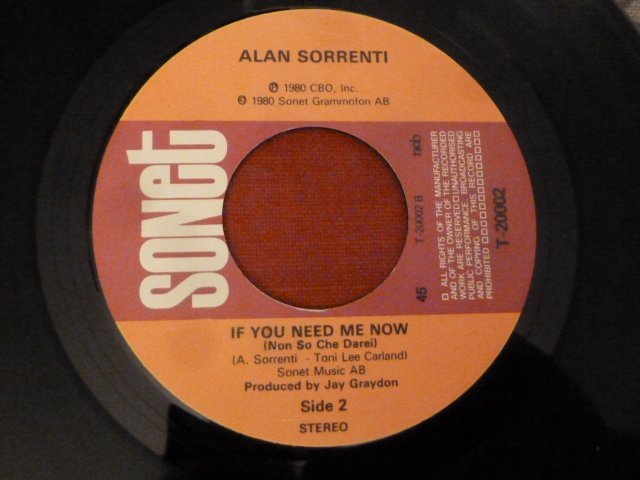 ALAN SORRENTI
℗ 1980 CBO, Inc.
© 1980 Sonet Grammofon AB
SONET
45 T-20002 B ncb
ALL RIGHTS OF THE MANUFACTURER
AND OF THE OWNER OF THE RECORDED
WORK ARE RESERVED UNAUTHORISED
PUBLIC PERFORMANCE BROADCASTING
AND COPYING OF THIS RECORD ARE
PROHIBITED
T-20002
IF YOU NEED ME NOW
(Non So Che Darei)
(A. Sorrenti - Toni Lee Carland)
Sonet Music AB
Produced by Jay Graydon
Side 2
STEREO